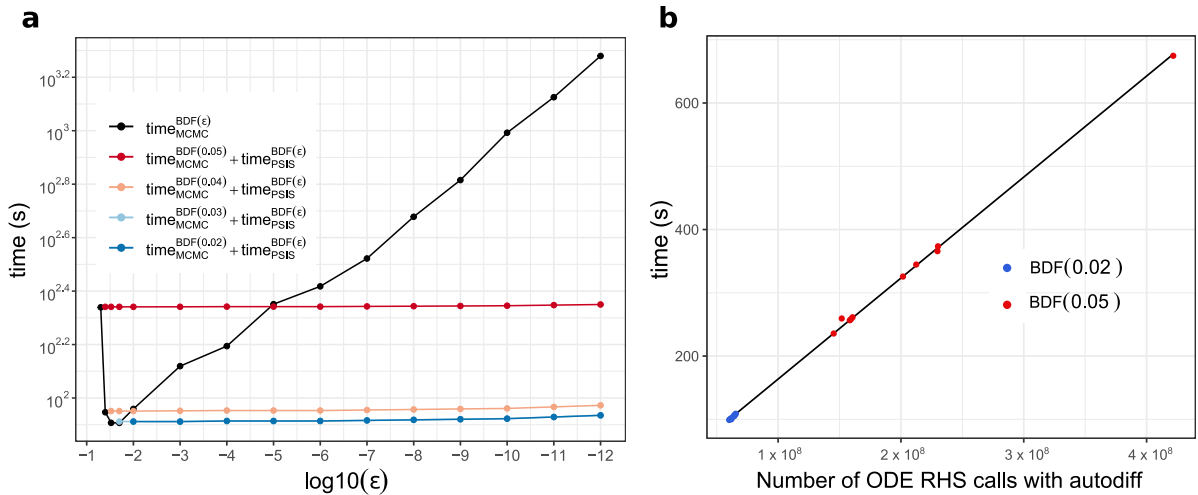 a
time (s)
10^3.2
10^3
10^2.8
10^2.6
10^2.4
10^2.2
10^2
time^BDF(ε)_MCMC
time^BDF(0.05)_MCMC + time^BDF(ε)_PSIS
time^BDF(0.04)_MCMC + time^BDF(ε)_PSIS
time^BDF(0.03)_MCMC + time^BDF(ε)_PSIS
time^BDF(0.02)_MCMC + time^BDF(ε)_PSIS
−1 −2 −3 −4 −5 −6 −7 −8 −9 −10 −11 −12
log10(ε)
b
time (s)
600
400
200
BDF(0.02)
BDF(0.05)
1 × 10^8 2 × 10^8 3 × 10^8 4 × 10^8
Number of ODE RHS calls with autodiff